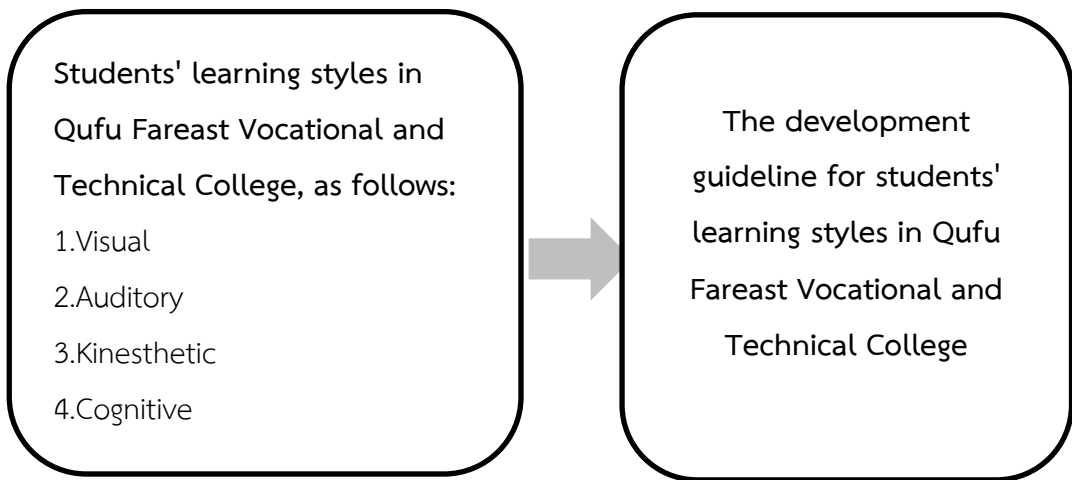 Students' learning styles in
Qufu Fareast Vocational and
Technical College, as follows:
1.Visual
2.Auditory
3.Kinesthetic
4.Cognitive
The development
guideline for students'
learning styles in Qufu
Fareast Vocational and
Technical College